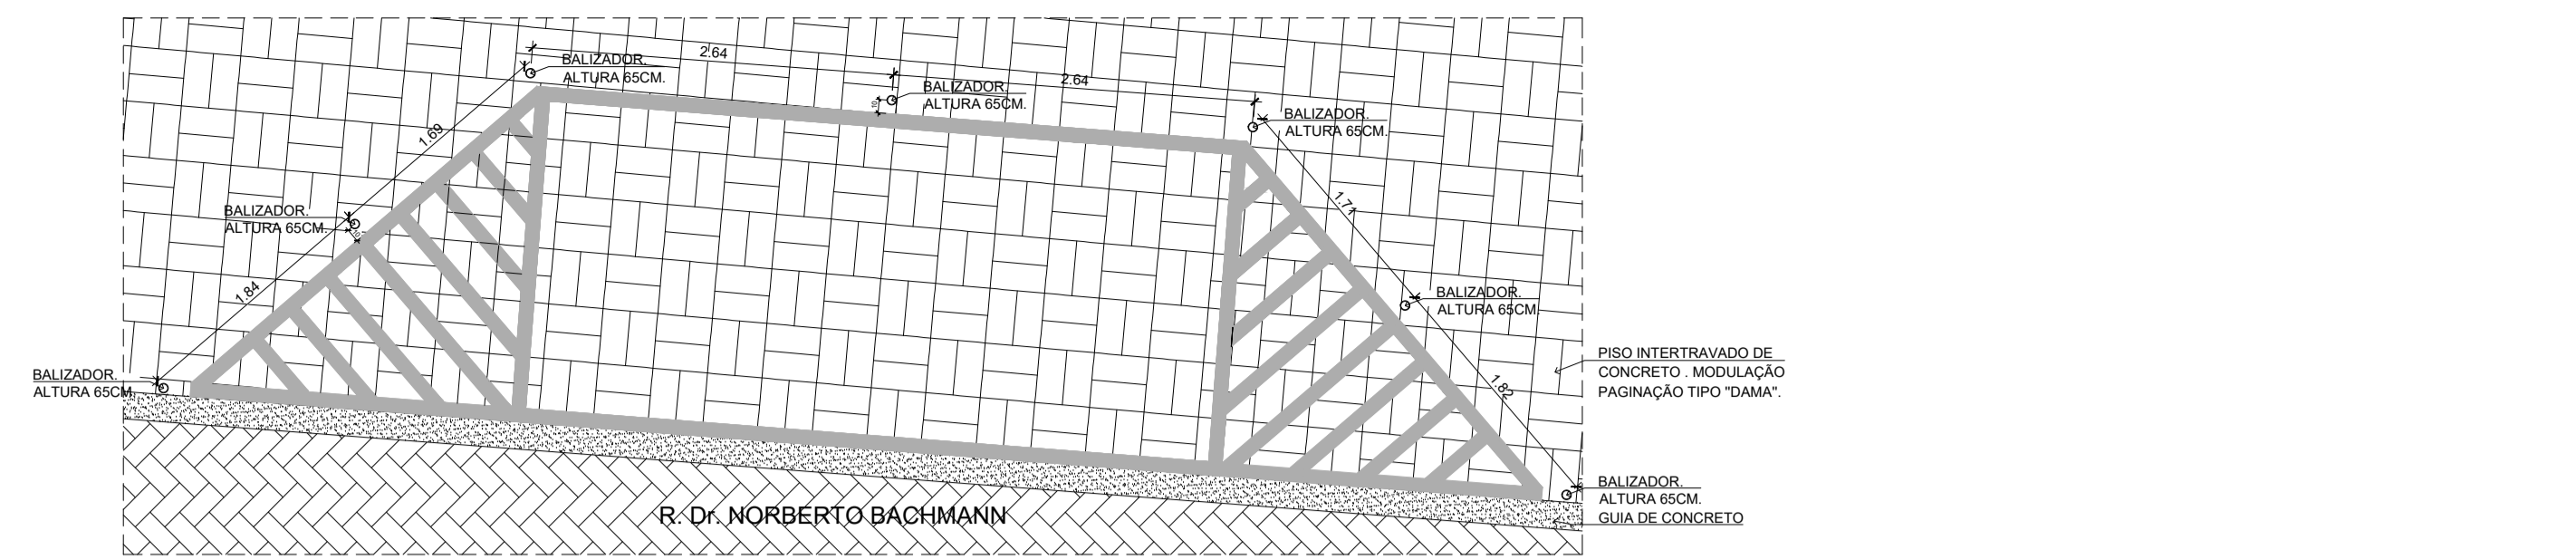 2.64
BALIZADOR.
ALTURA 65CM.
2.64
BALIZADOR.
ALTURA 65CM.
10
BALIZADOR.
ALTURA 65CM.
1.69
BALIZADOR.
ALTURA 65CM.
10
1.71
1.84
BALIZADOR.
ALTURA 65CM.
BALIZADOR.
ALTURA 65CM.
1.82
PISO INTERTRAVADO DE
CONCRETO . MODULAÇÃO
PAGINAÇÃO TIPO "DAMA".
BALIZADOR.
ALTURA 65CM.
GUIA DE CONCRETO
R. Dr. NORBERTO BACHMANN